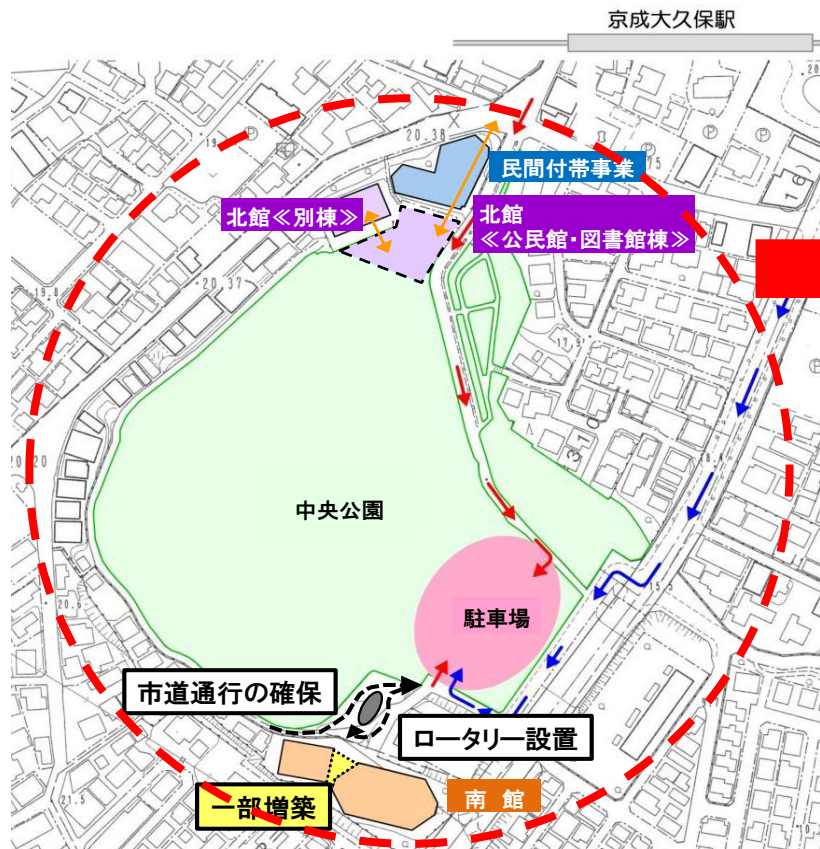 京成大久保駅
20.38
民間付帯事業
北館≪別棟≫
北館
≪公民館・図書館棟≫
20.37
中央公園
駐車場
市道通行の確保
ロータリー設置
一部増築
南 館